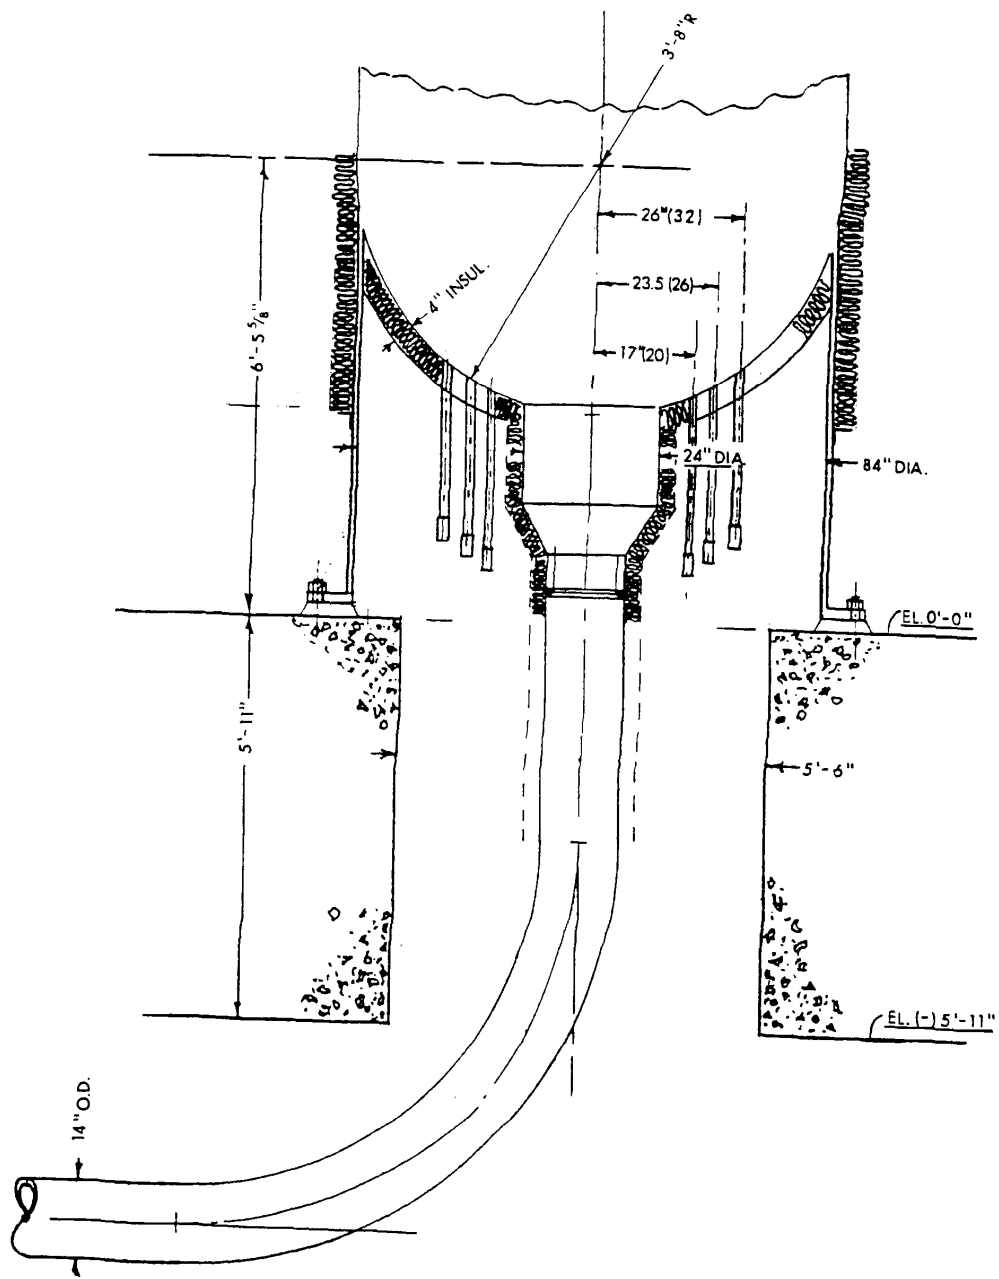 3'-8"R
26"(32)
23.5 (26)
17"(20)
4" INSUL.
6'-5 5/8"
24" DIA
84" DIA.
EL. 0'-0"
5'-11"
5'-6"
EL. (-) 5'-11"
14" O.D.